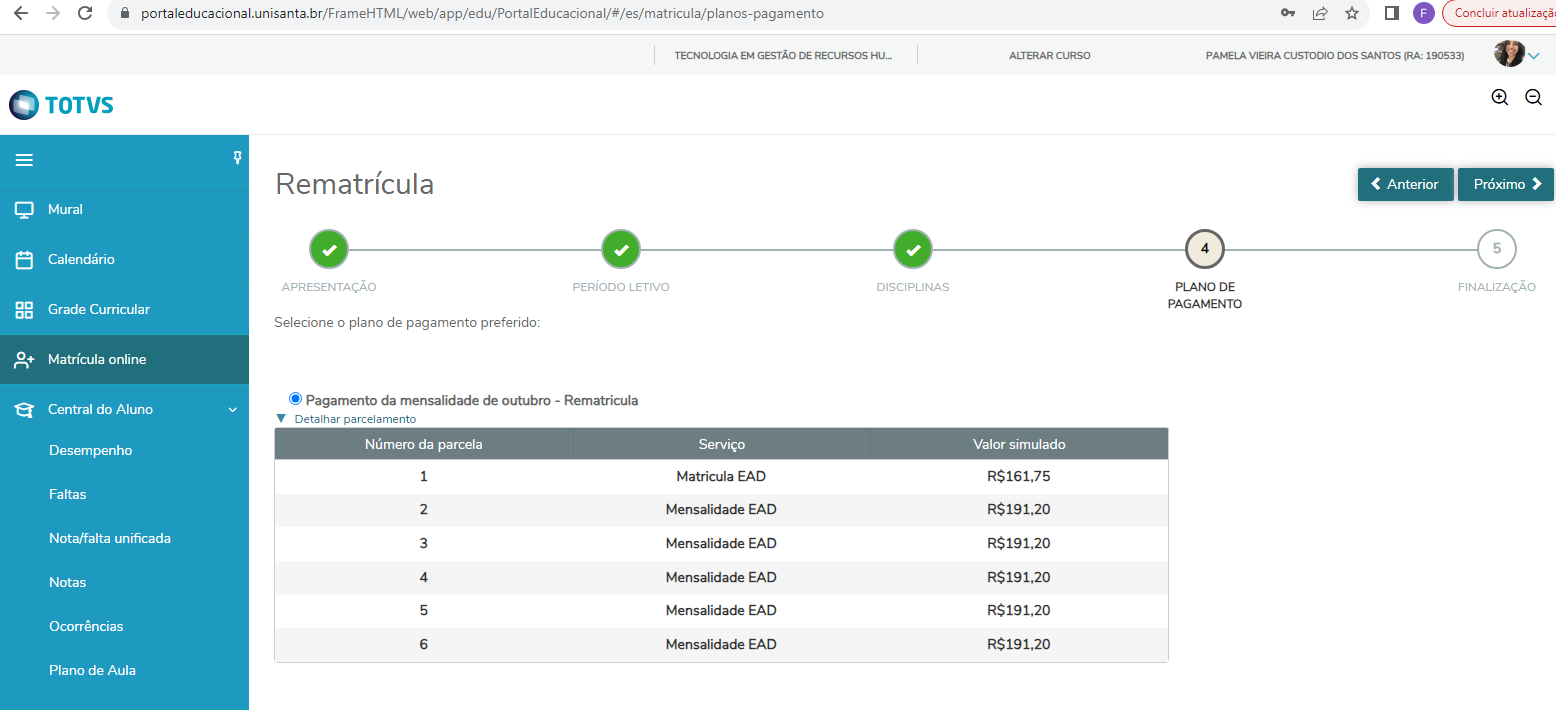 portaleducacional.unisanta.br/FrameHTML/web/app/edu/PortalEducacional/#/es/matricula/planos-pagamento
F
Concluir atualização
TECNOLOGIA EM GESTÃO DE RECURSOS HU...
ALTERAR CURSO
PAMELA VIEIRA CUSTODIO DOS SANTOS (RA: 190533)
TOTVS
Mural
Calendário
Grade Curricular
Matrícula online
Central do Aluno
Desempenho
Faltas
Nota/falta unificada
Notas
Ocorrências
Plano de Aula
Rematrícula
Anterior
Próximo
4
5
APRESENTAÇÃO
PERÍODO LETIVO
DISCIPLINAS
PLANO DE
PAGAMENTO
FINALIZAÇÃO
Selecione o plano de pagamento preferido:
Pagamento da mensalidade de outubro - Rematricula
Detalhar parcelamento
Número da parcela Serviço Valor simulado
1 Matricula EAD R$161,75
2 Mensalidade EAD R$191,20
3 Mensalidade EAD R$191,20
4 Mensalidade EAD R$191,20
5 Mensalidade EAD R$191,20
6 Mensalidade EAD R$191,20